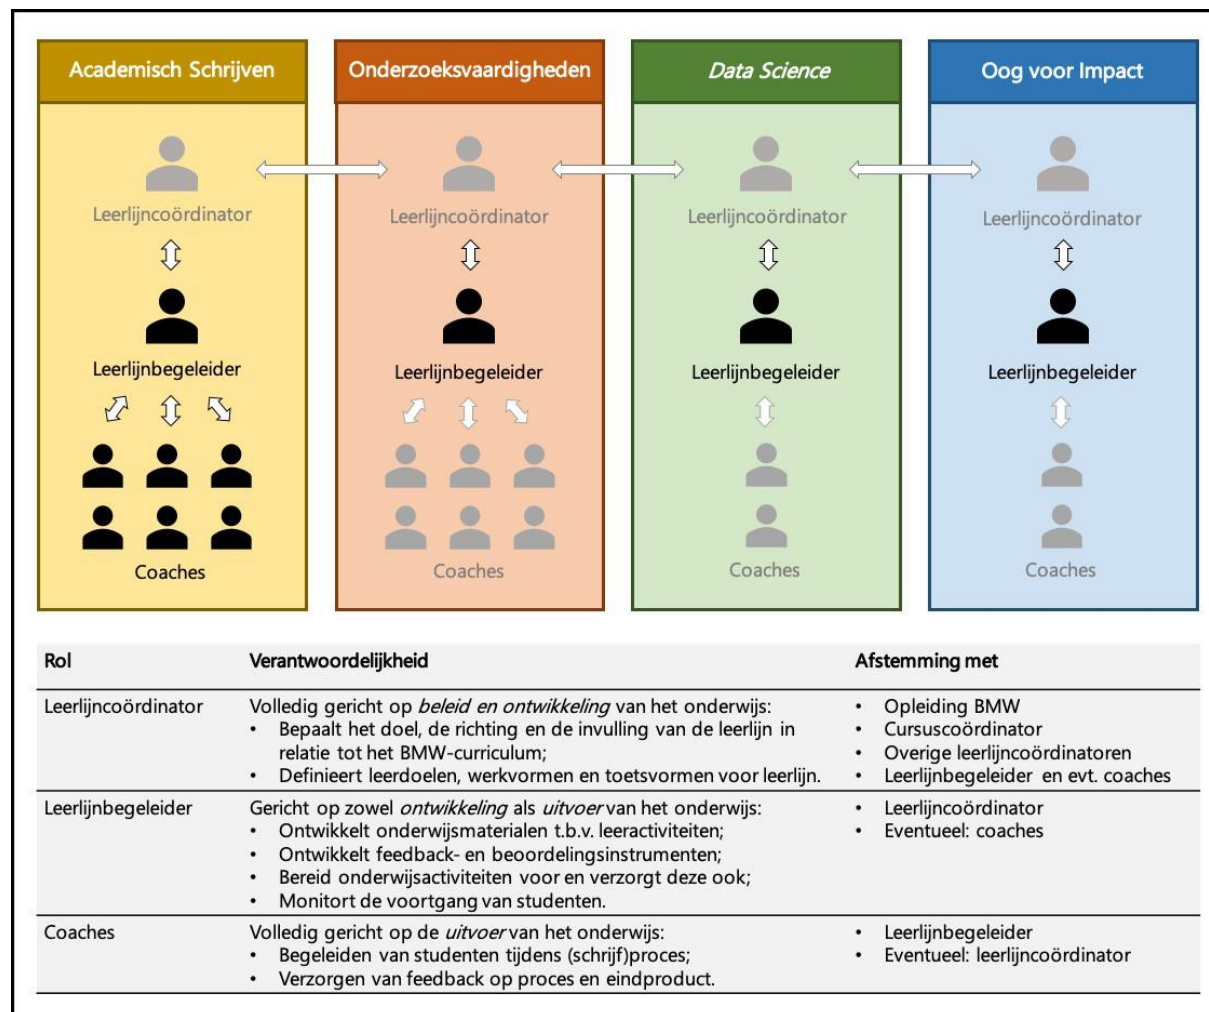 Academisch Schrijven
Leerlijncoördinator
Leerlijnbegeleider
Coaches
Onderzoeksvaardigheden
Leerlijncoördinator
Leerlijnbegeleider
Coaches
Data Science
Leerlijncoördinator
Leerlijnbegeleider
Coaches
Oog voor Impact
Leerlijncoördinator
Leerlijnbegeleider
Coaches
Rol
Verantwoordelijkheid
Afstemming met
Leerlijncoördinator
Volledig gericht op beleid en ontwikkeling van het onderwijs:
• Bepaalt het doel, de richting en de invulling van de leerlijn in
relatie tot het BMW-curriculum;
• Definieert leerdoelen, werkvormen en toetsvormen voor leerlijn.
• Opleiding BMW
• Cursuscoördinator
• Overige leerlijncoördinatoren
• Leerlijnbegeleider en evt. coaches
Leerlijnbegeleider
Gericht op zowel ontwikkeling als uitvoer van het onderwijs:
• Ontwikkelt onderwijsmaterialen t.b.v. leeractiviteiten;
• Ontwikkelt feedback- en beoordelingsinstrumenten;
• Bereid onderwijsactiviteiten voor en verzorgt deze ook;
• Monitort de voortgang van studenten.
• Leerlijncoördinator
• Eventueel: coaches
Coaches
Volledig gericht op de uitvoer van het onderwijs:
• Begeleiden van studenten tijdens (schrijf)proces;
• Verzorgen van feedback op proces en eindproduct.
• Leerlijnbegeleider
• Eventueel: leerlijncoördinator